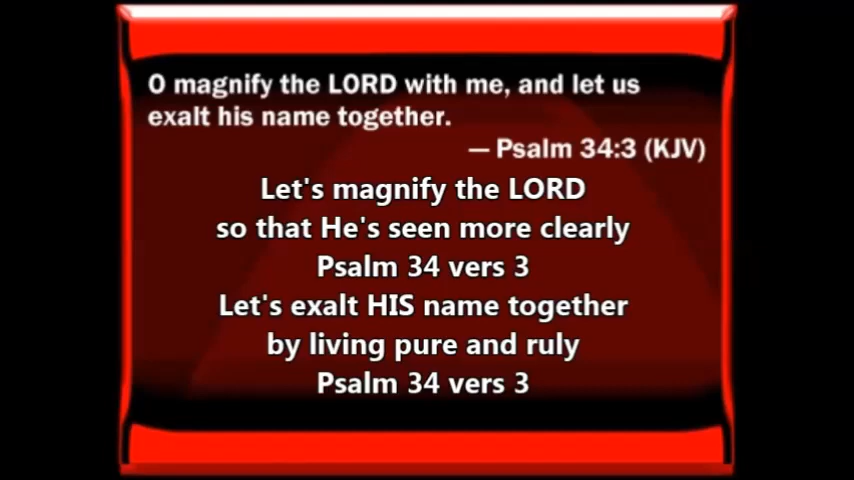 O magnify the LORD with me, and let us
exalt his name together.
— Psalm 34:3 (KJV)
Let's magnify the LORD
so that He's seen more clearly
Psalm 34 vers 3
Let's exalt HIS name together
by living pure and ruly
Psalm 34 vers 3